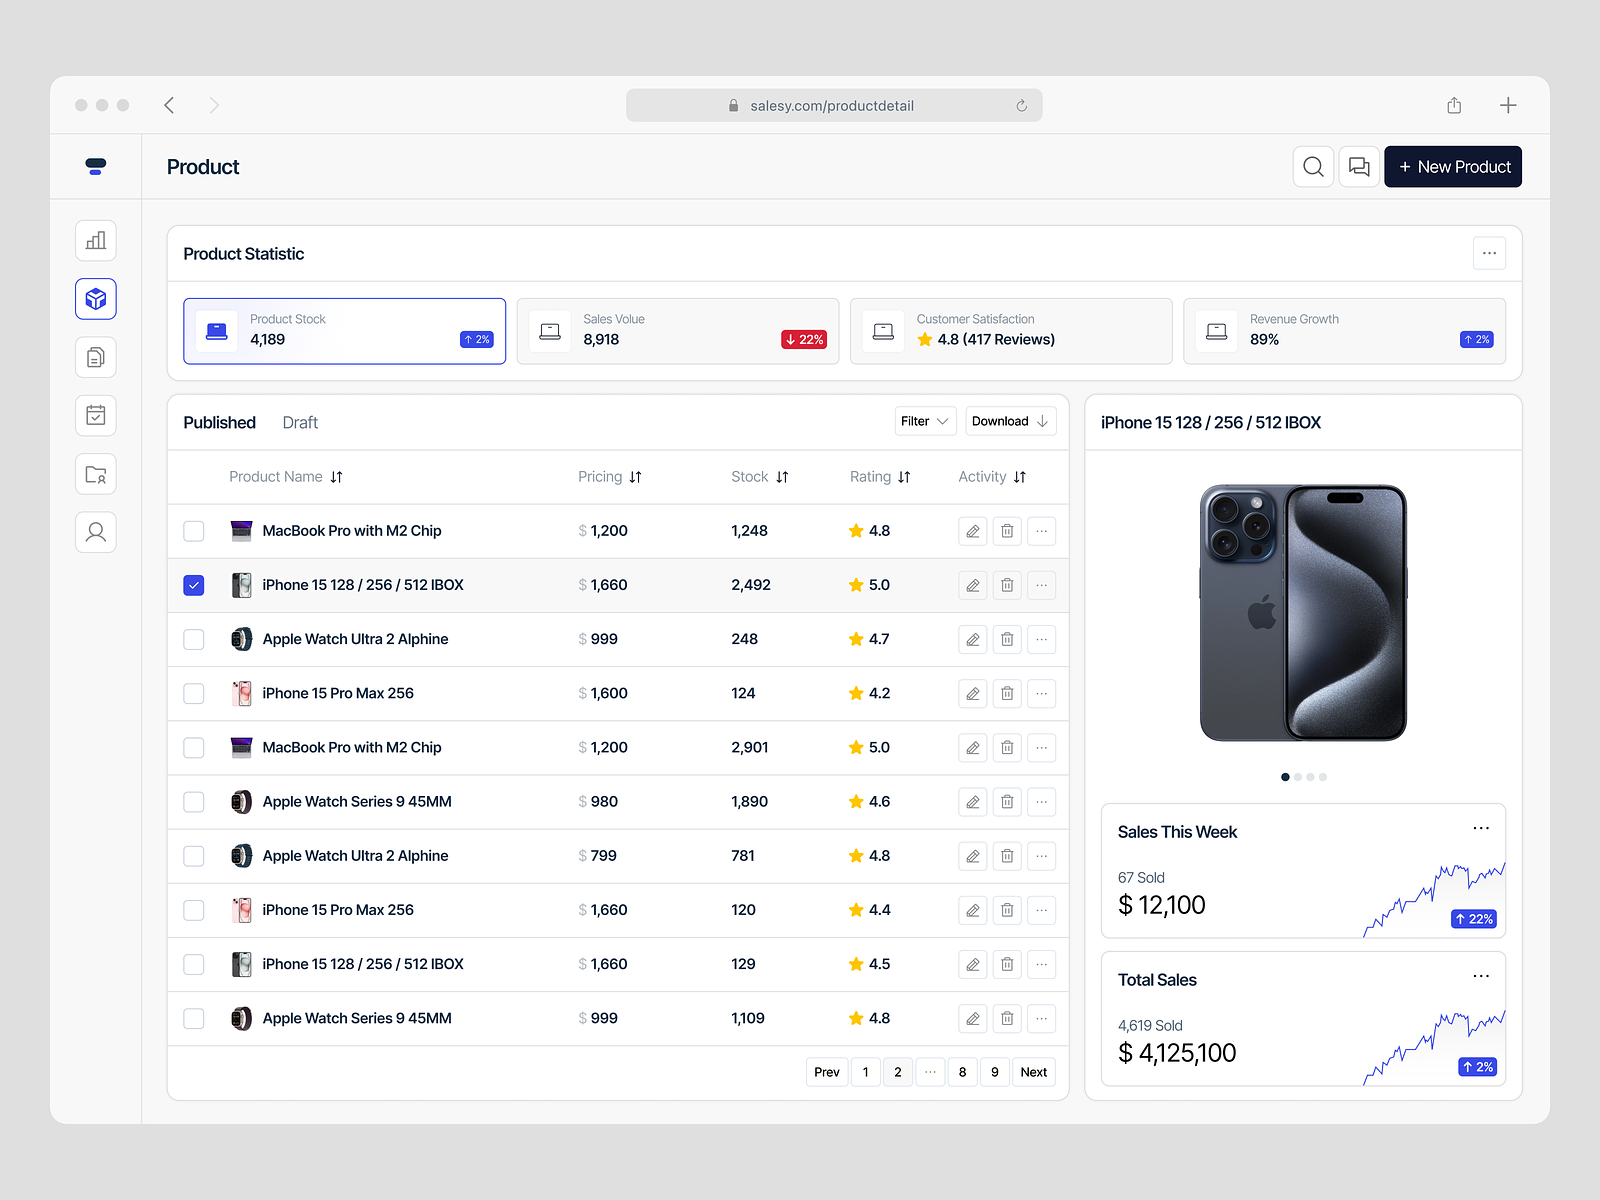 salesy.com/productdetail
Product
+ New Product
Product Statistic
Product Stock
4,189
↑ 2%
Sales Volue
8,918
↓ 22%
Customer Satisfaction
4.8 (417 Reviews)
Revenue Growth
89%
↑ 2%
Published Draft
Filter
Download
Product Name Pricing Stock Rating Activity
MacBook Pro with M2 Chip $ 1,200 1,248 4.8
iPhone 15 128 / 256 / 512 IBOX $ 1,660 2,492 5.0
Apple Watch Ultra 2 Alphine $ 999 248 4.7
iPhone 15 Pro Max 256 $ 1,600 124 4.2
MacBook Pro with M2 Chip $ 1,200 2,901 5.0
Apple Watch Series 9 45MM $ 980 1,890 4.6
Apple Watch Ultra 2 Alphine $ 799 781 4.8
iPhone 15 Pro Max 256 $ 1,660 120 4.4
iPhone 15 128 / 256 / 512 IBOX $ 1,660 129 4.5
Apple Watch Series 9 45MM $ 999 1,109 4.8
Prev 1 2 ... 8 9 Next
iPhone 15 128 / 256 / 512 IBOX
Sales This Week
67 Sold
$ 12,100
↑ 22%
Total Sales
4,619 Sold
$ 4,125,100
↑ 2%